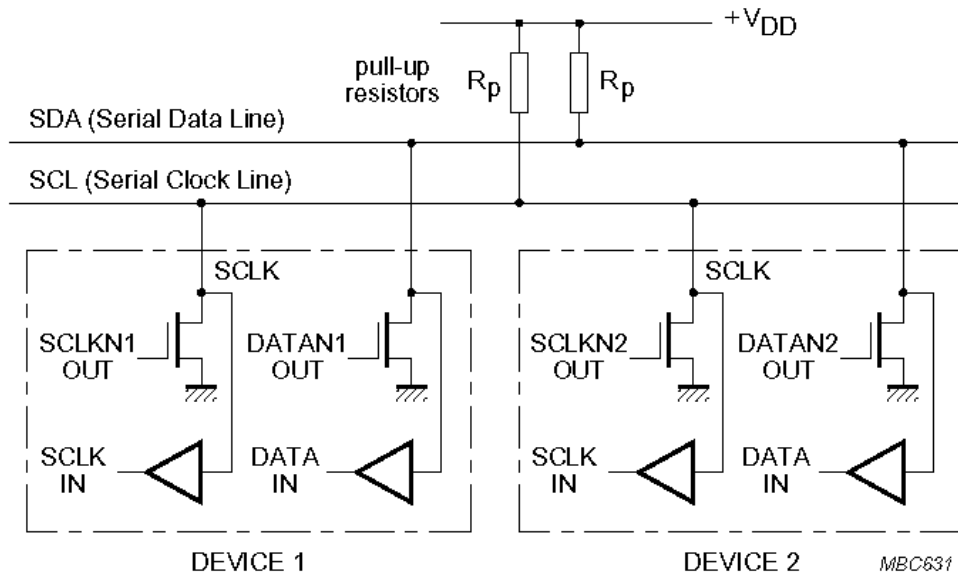 +VDD
pull-up
resistors
Rp
Rp
SDA (Serial Data Line)
SCL (Serial Clock Line)
SCLK
SCLK
SCLKN1
OUT
DATAN1
OUT
SCLKN2
OUT
DATAN2
OUT
SCLK
IN
DATA
IN
SCLK
IN
DATA
IN
DEVICE 1
DEVICE 2
MBC631